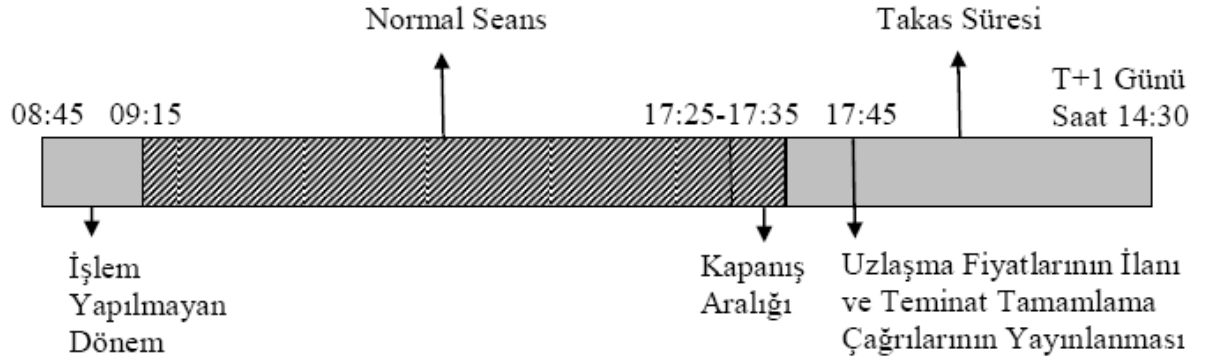 Normal Seans
Takas Süresi
T+1 Günü
08:45 09:15 17:25-17:35 17:45 Saat 14:30
İşlem
Yapılmayan
Dönem
Kapanış
Aralığı
Uzlaşma Fiyatlarının İlanı
ve Teminat Tamamlama
Çağrılarının Yayınlanması